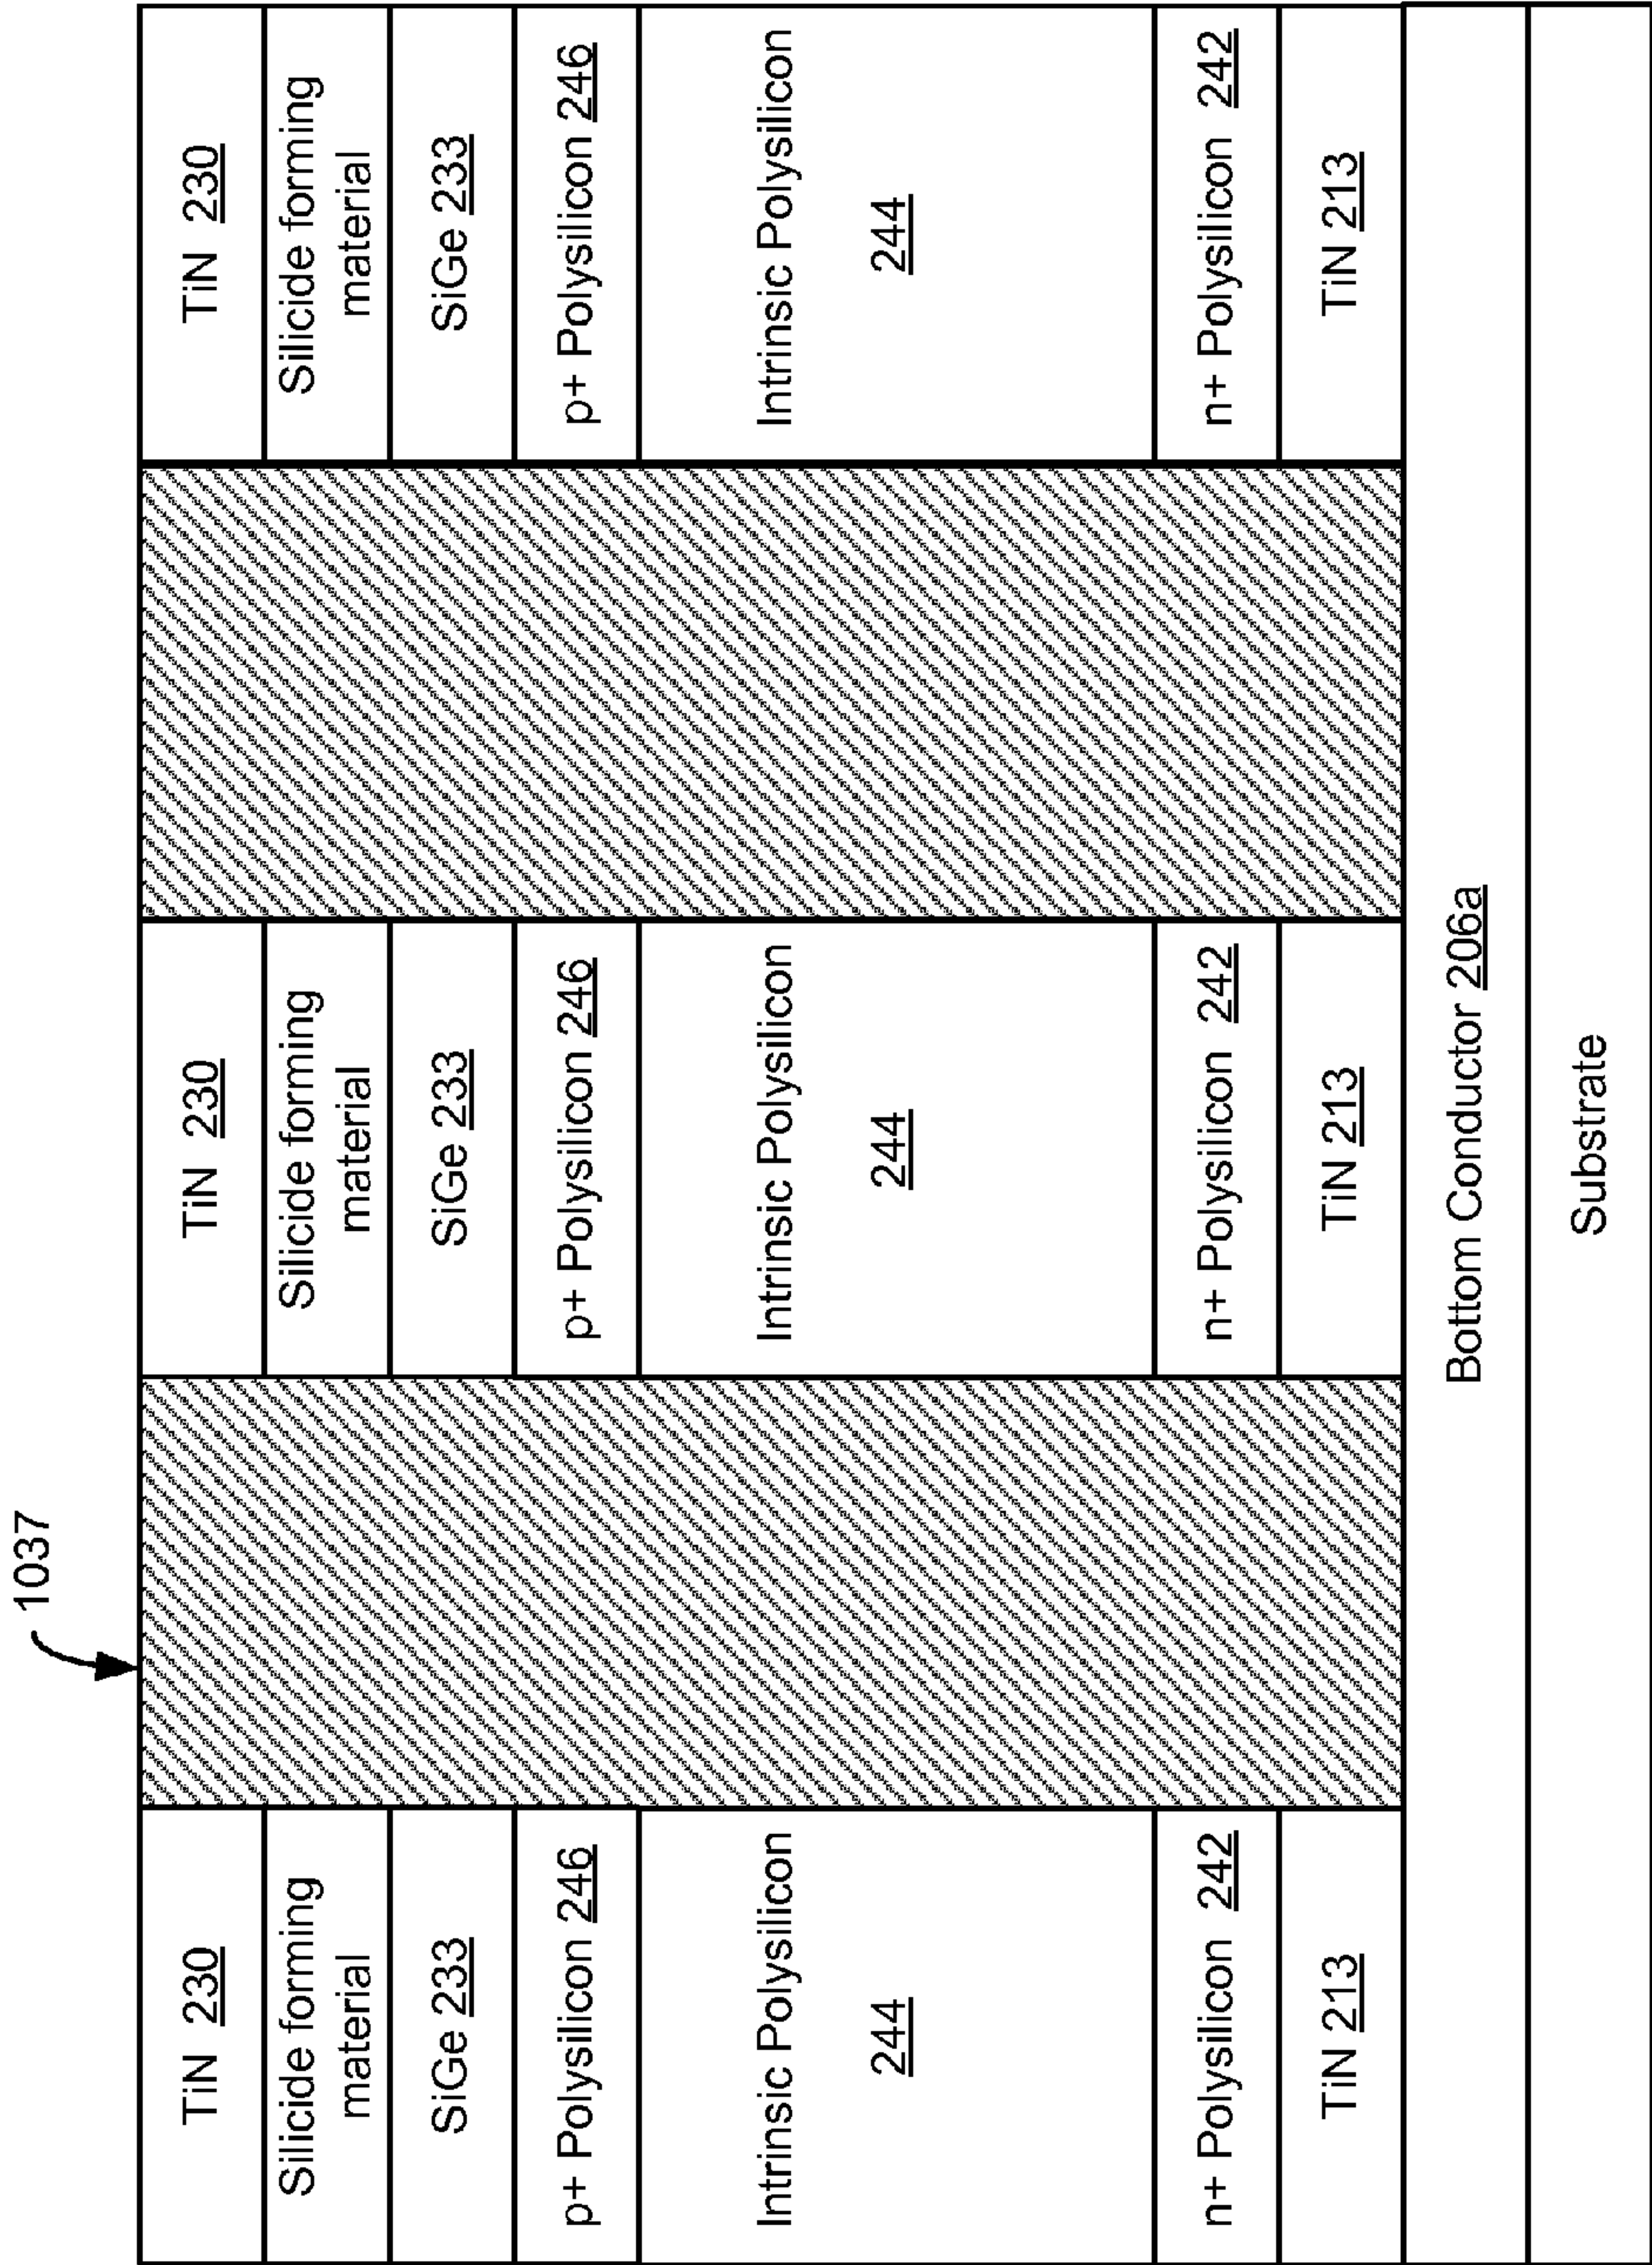 1037
TiN 230
TiN 230
TiN 230
Silicide forming
material
Silicide forming
material
Silicide forming
material
SiGe 233
SiGe 233
SiGe 233
p+ Polysilicon 246
p+ Polysilicon 246
p+ Polysilicon 246
Intrinsic Polysilicon
244
Intrinsic Polysilicon
244
Intrinsic Polysilicon
244
n+ Polysilicon 242
n+ Polysilicon 242
n+ Polysilicon 242
TiN 213
TiN 213
TiN 213
Bottom Conductor 206a
Substrate